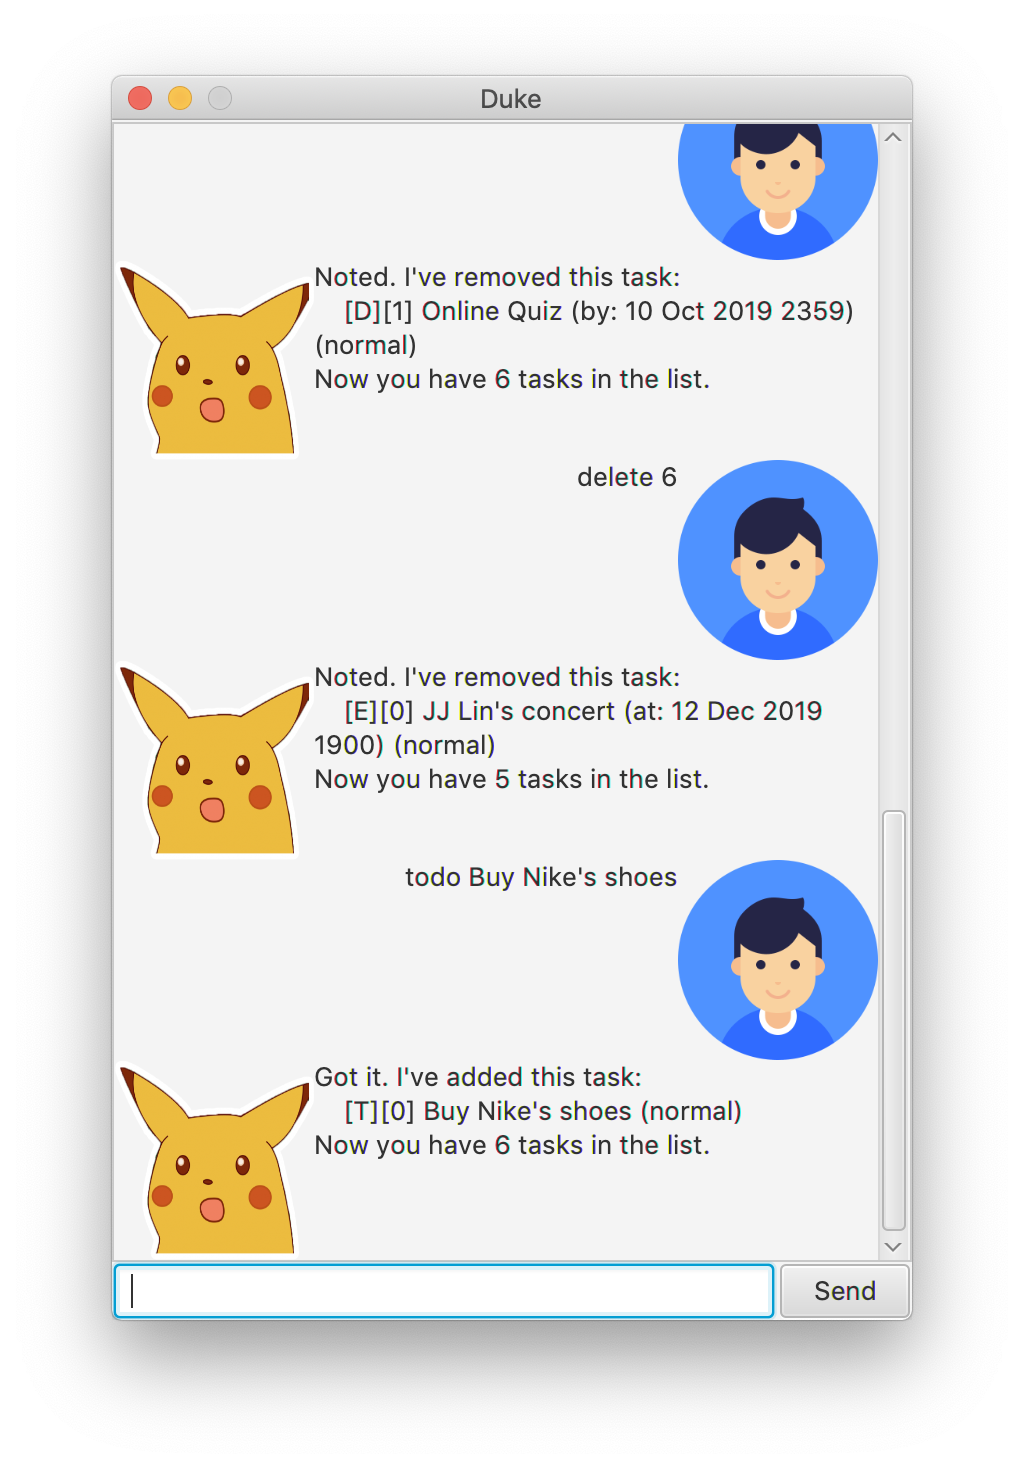 Duke
Noted. I've removed this task:
[D][1] Online Quiz (by: 10 Oct 2019 2359)
(normal)
Now you have 6 tasks in the list.
delete 6
Noted. I've removed this task:
[E][0] JJ Lin's concert (at: 12 Dec 2019
1900) (normal)
Now you have 5 tasks in the list.
todo Buy Nike's shoes
Got it. I've added this task:
[T][0] Buy Nike's shoes (normal)
Now you have 6 tasks in the list.
Send